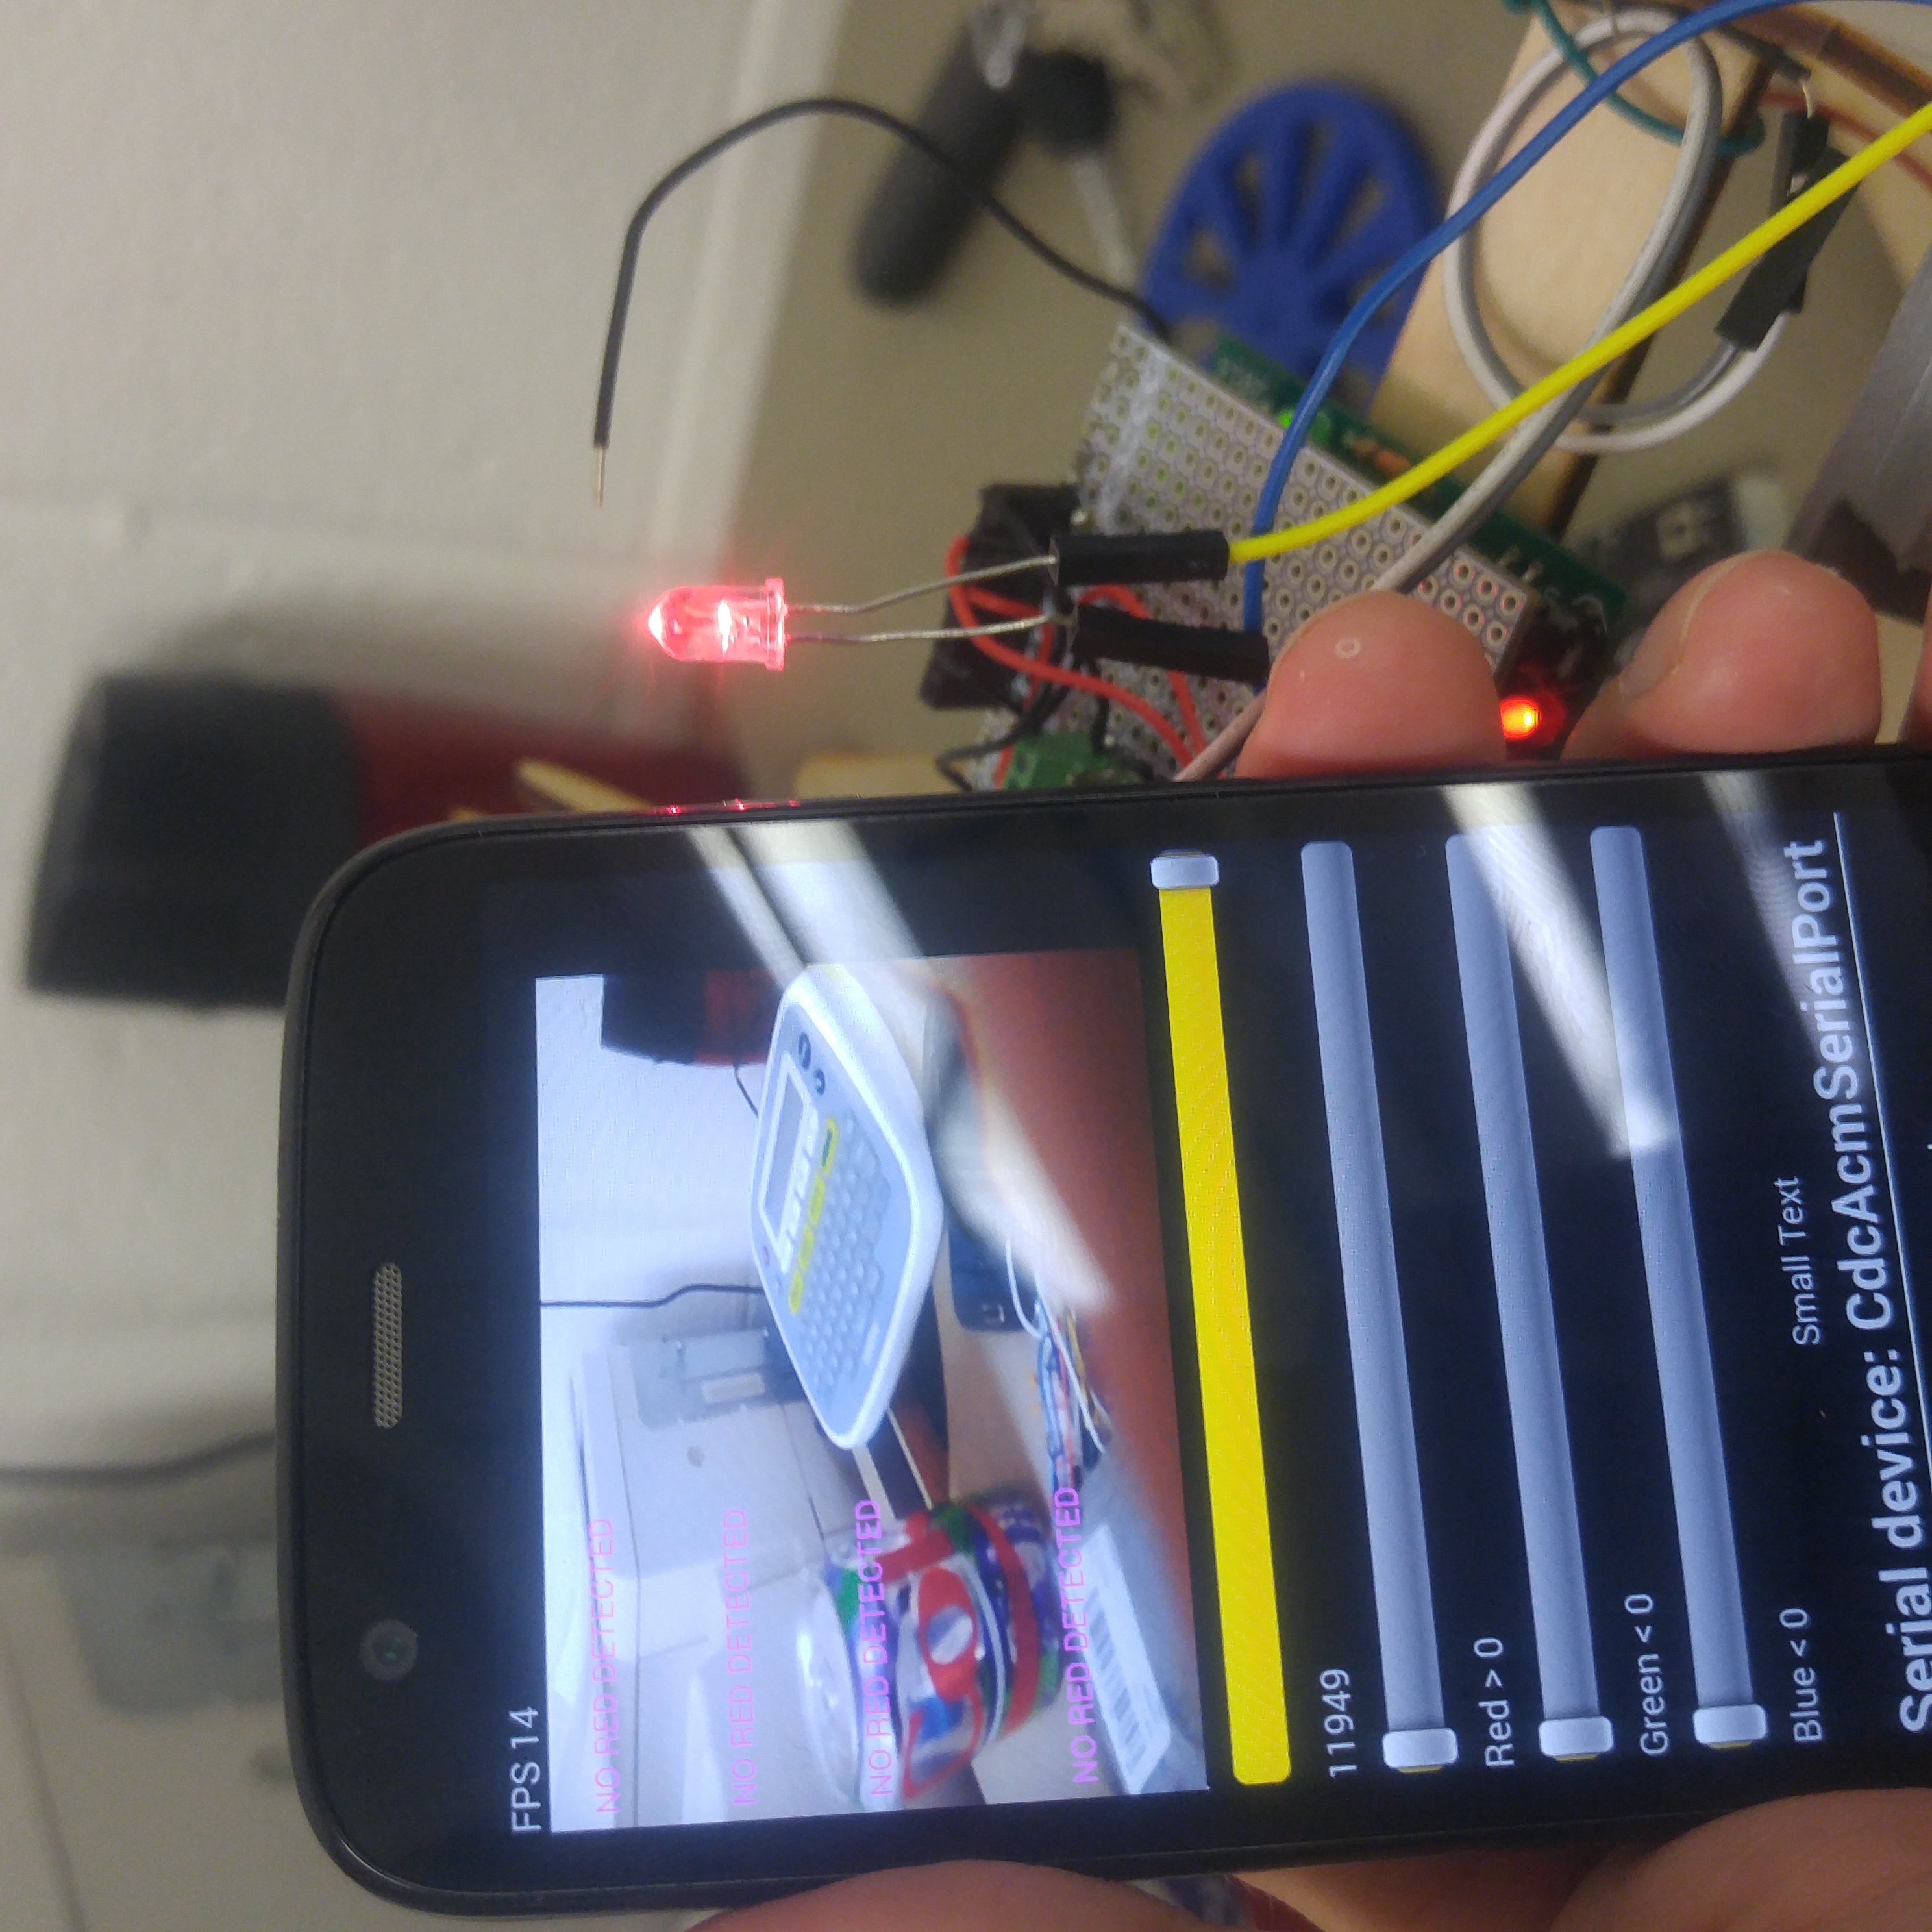 FPS 14
NO RED DETECTED
NO RED DETECTED
NO RED DETECTED
NO RED DETECTED
11949
Red > 0
Green < 0
Blue < 0
Small Text
Serial device: CdcAcmSerialPort